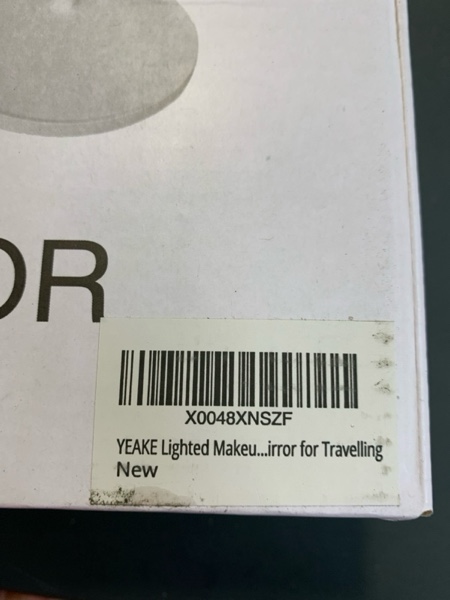 OR
X0048XNSZF
YEAKE Lighted Makeu...irror for Travelling
New